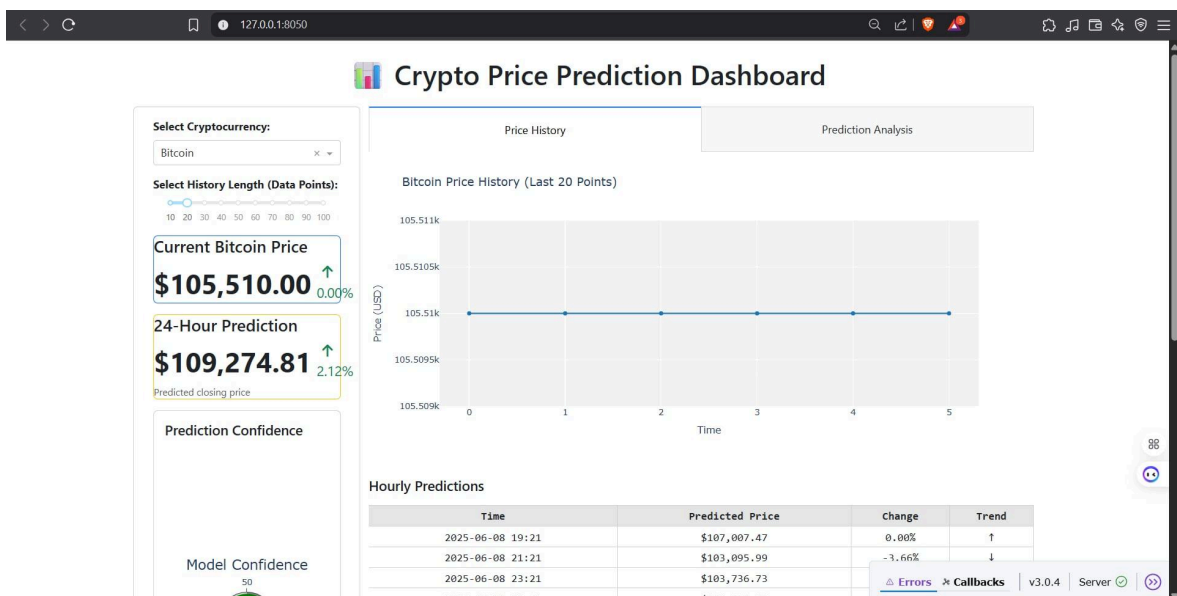 127.0.0.1:8050
Crypto Price Prediction Dashboard
Select Cryptocurrency:
Bitcoin
Select History Length (Data Points):
10 20 30 40 50 60 70 80 90 100
Current Bitcoin Price
$105,510.00 ↑ 0.00%
24-Hour Prediction
$109,274.81 ↑ 2.12%
Predicted closing price
Prediction Confidence
Model Confidence
50
Price History Prediction Analysis
Bitcoin Price History (Last 20 Points)
Price (USD)
105.511k
105.5105k
105.51k
105.5095k
105.509k
0 1 2 3 4 5
Time
Hourly Predictions
Time Predicted Price Change Trend
2025-06-08 19:21 $107,007.47 0.00% ↑
2025-06-08 21:21 $103,095.99 -3.66% ↓
2025-06-08 23:21 $103,736.73
Errors Callbacks v3.0.4 Server